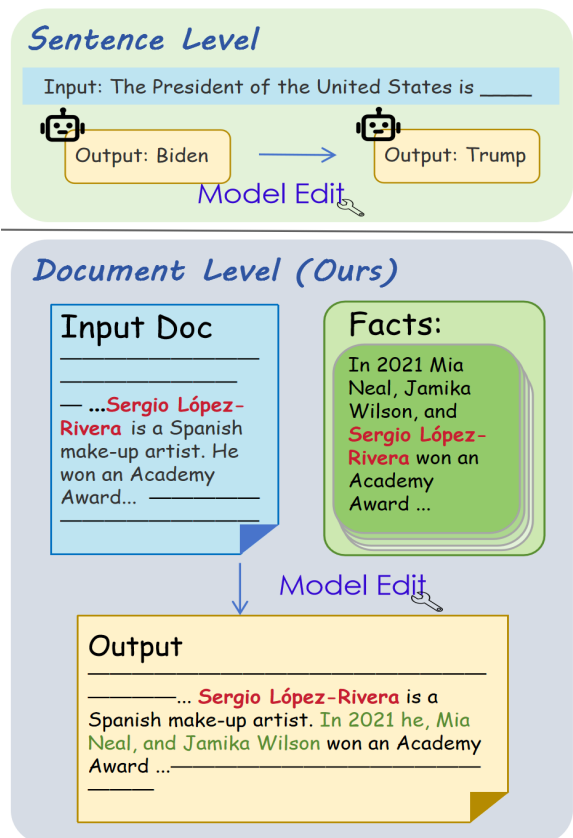 Sentence Level
Input: The President of the United States is ____
Output: Biden
Output: Trump
Model Edit
Document Level (Ours)
Input Doc
...Sergio López-
Rivera is a Spanish
make-up artist. He
won an Academy
Award...
Facts:
In 2021 Mia
Neal, Jamika
Wilson, and
Sergio López-
Rivera won an
Academy
Award ...
Model Edit
Output
... Sergio López-Rivera is a
Spanish make-up artist. In 2021 he, Mia
Neal, and Jamika Wilson won an Academy
Award ...